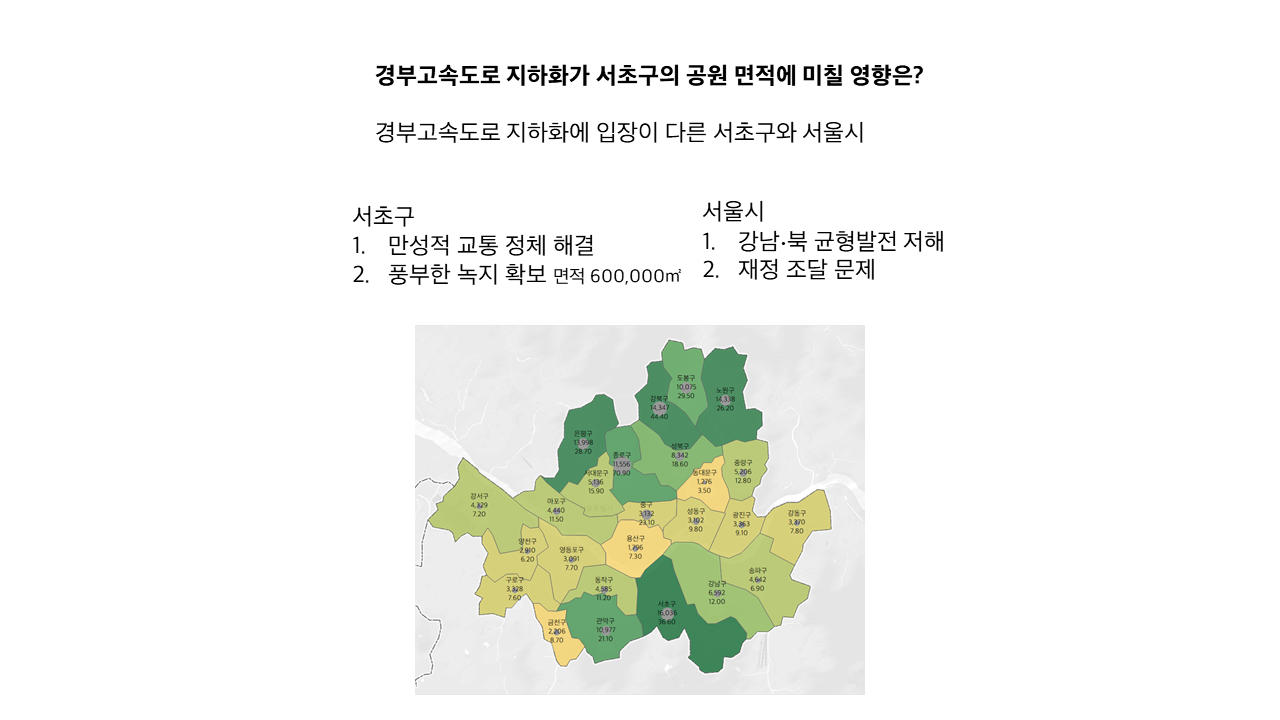 경부고속도로 지하화가 서초구의 공원 면적에 미칠 영향은?
경부고속도로 지하화에 입장이 다른 서초구와 서울시
서초구
1. 만성적 교통 정체 해결
2. 풍부한 녹지 확보 면적 600,000㎡
서울시
1. 강남·북 균형발전 저해
2. 재정 조달 문제
도봉구
10,075
29.50
노원구
14,338
26.20
강북구
14,347
44.40
은평구
13,998
28.70
종로구
11,556
70.90
성북구
8,342
18.60
중랑구
5,206
12.80
서대문구
5,136
15.90
동대문구
1,276
3.50
강서구
4,329
7.20
마포구
4,440
11.50
중구
3,132
23.10
성동구
3,102
9.80
광진구
3,363
9.10
강동구
3,370
7.80
양천구
6.20
영등포구
3,091
7.70
용산구
1,796
7.30
구로구
3,328
7.60
동작구
4,585
11.20
서초구
16,036
36.60
강남구
6,592
12.00
송파구
4,642
6.90
금천구
2,206
8.70
관악구
10,977
21.10